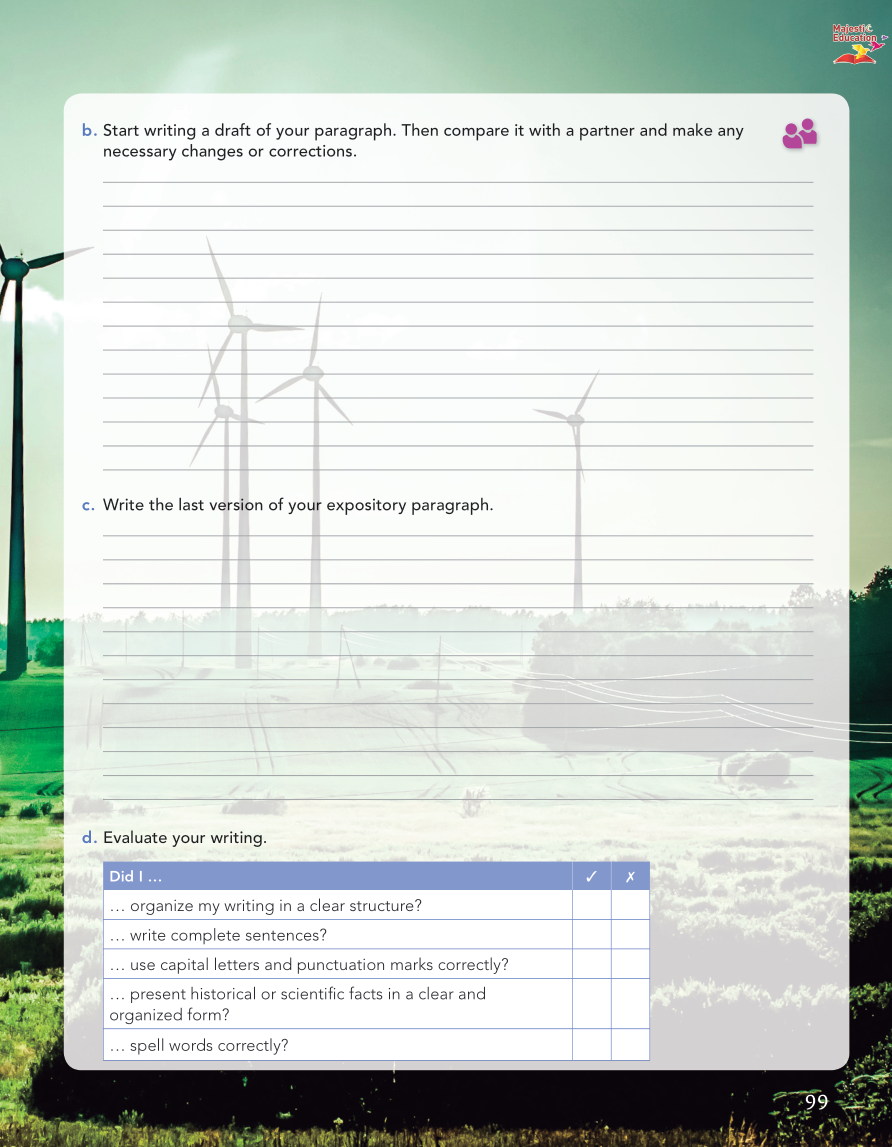 Majestic
Education
b. Start writing a draft of your paragraph. Then compare it with a partner and make any
necessary changes or corrections.
c. Write the last version of your expository paragraph.
d. Evaluate your writing.
Did I … ✓ ✗
… organize my writing in a clear structure?
… write complete sentences?
… use capital letters and punctuation marks correctly?
… present historical or scientific facts in a clear and
organized form?
… spell words correctly?
99